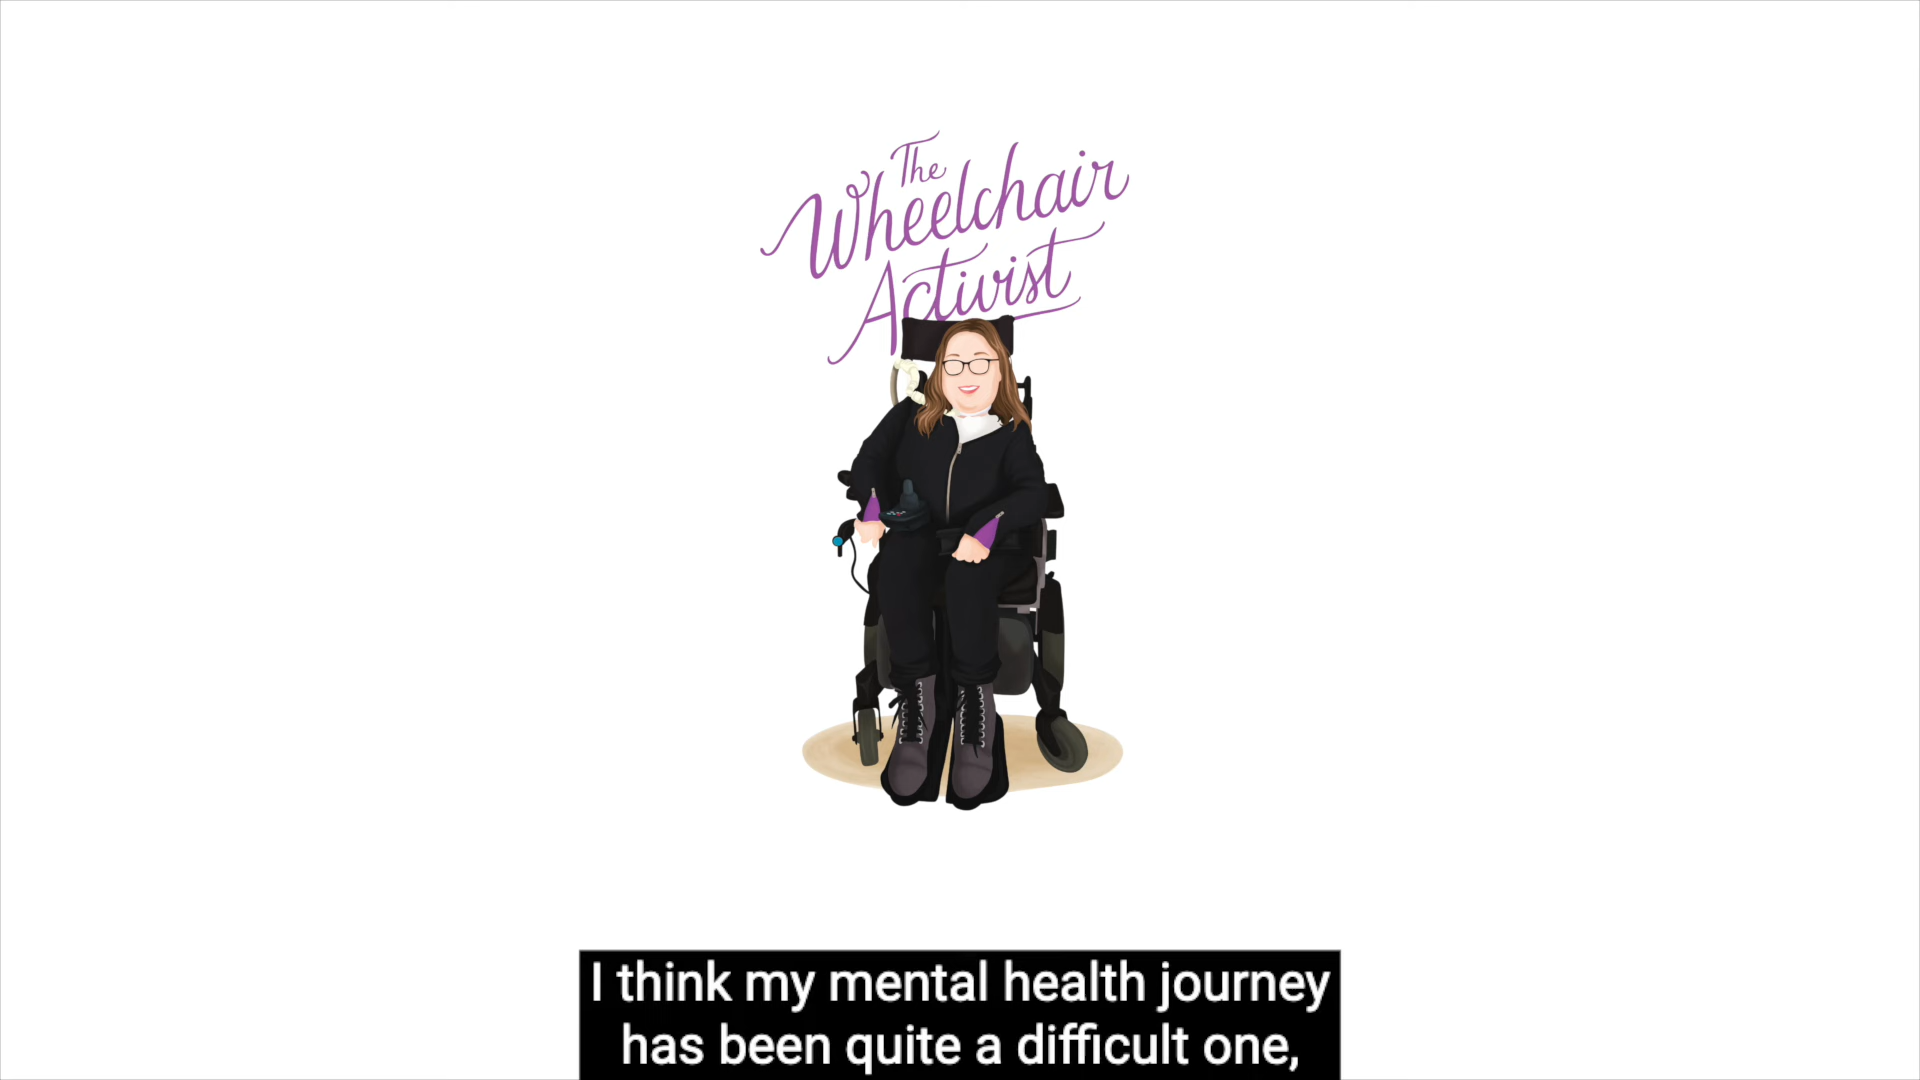 The
Wheelchair
Activist
I think my mental health journey
has been quite a difficult one,